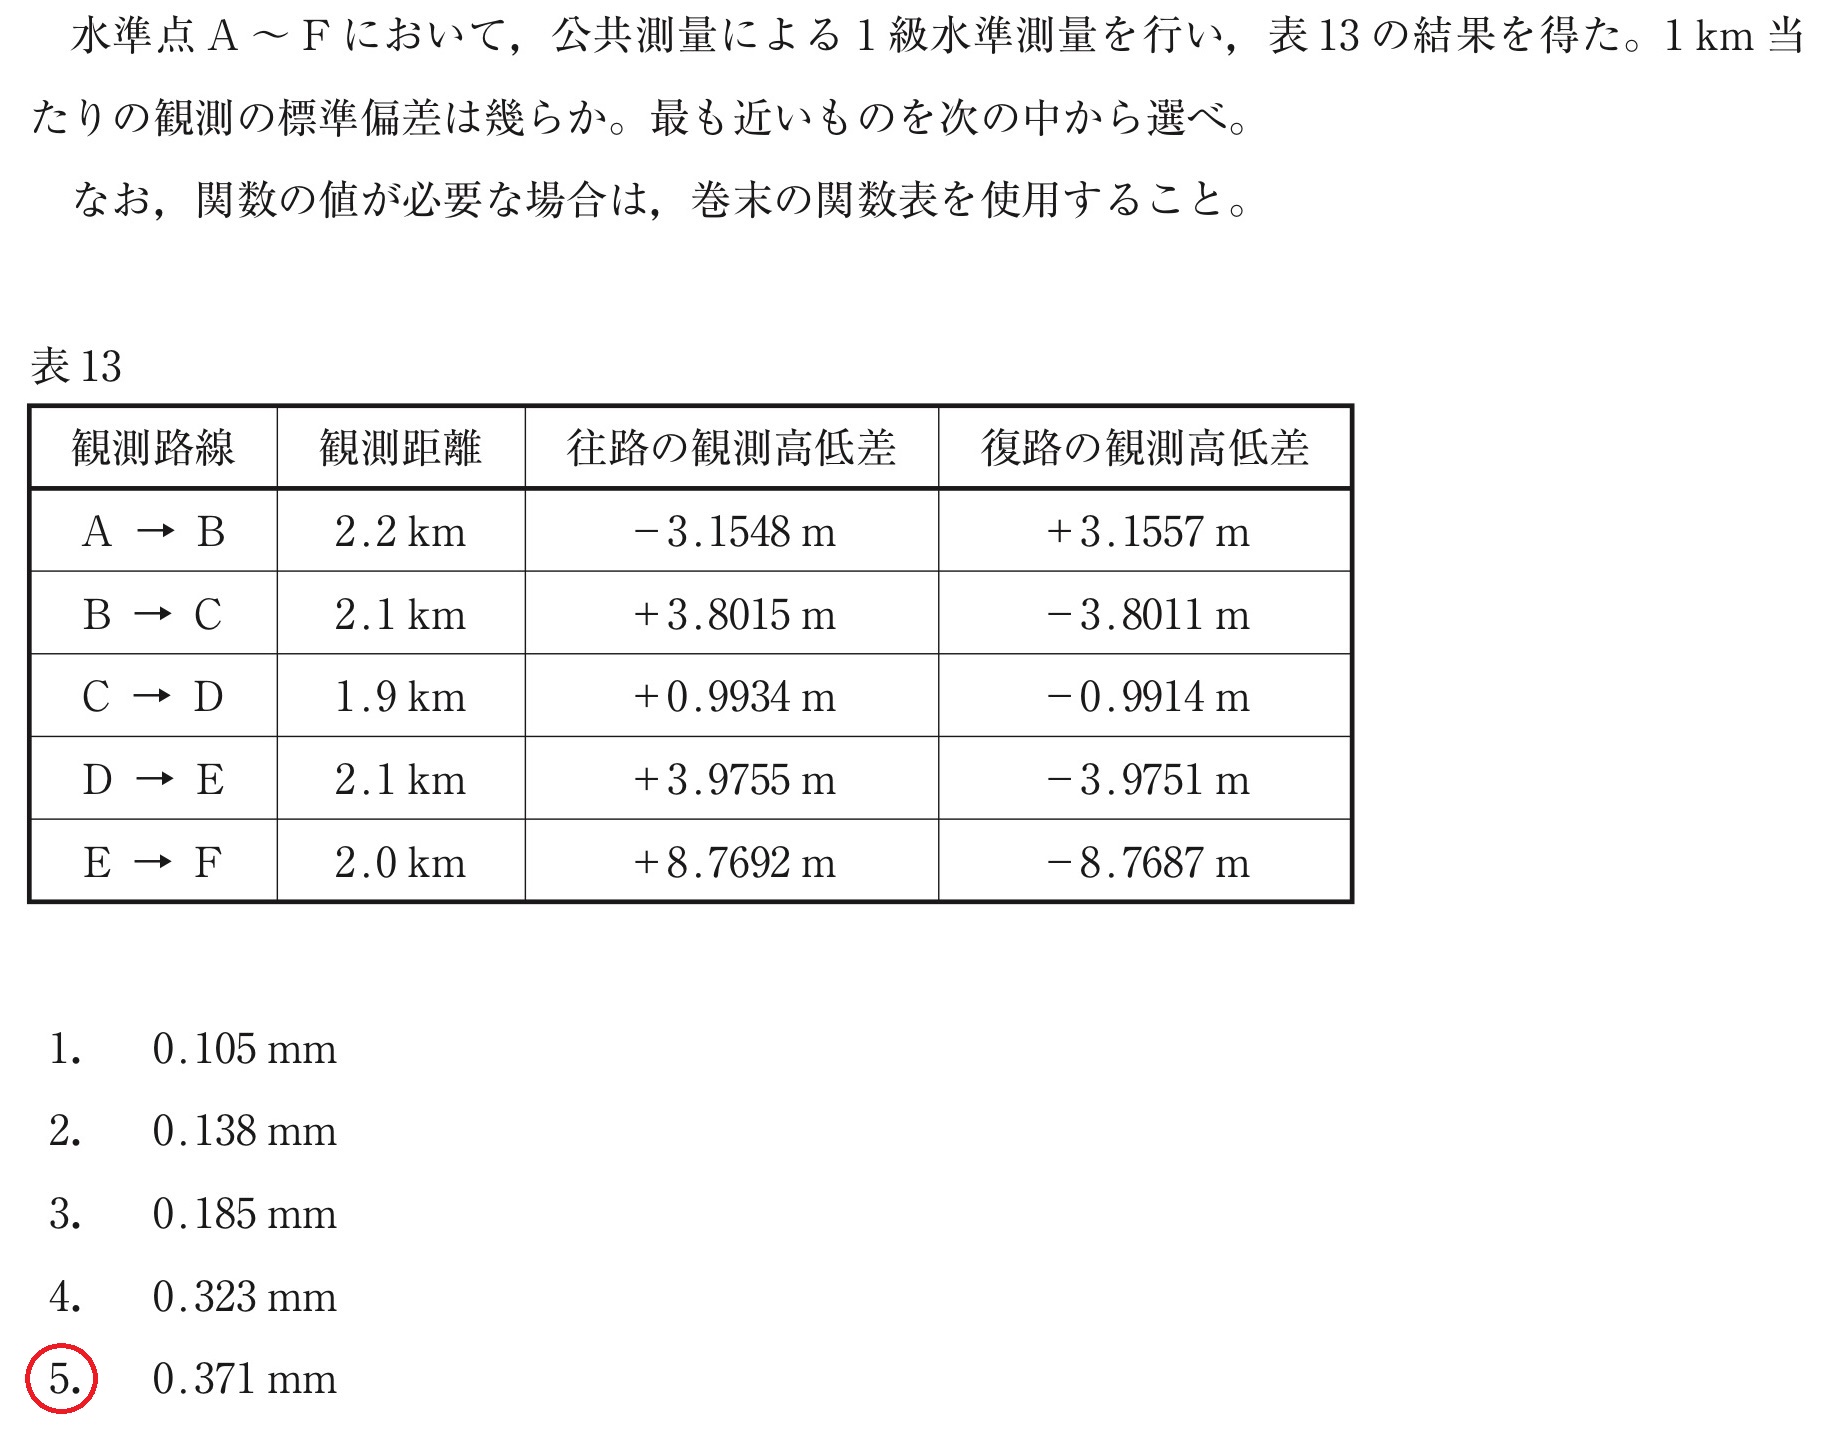 水準点 A ～ F において，公共測量による 1 級水準測量を行い，表 13 の結果を得た。1 km 当
たりの観測の標準偏差は幾らか。最も近いものを次の中から選べ。
なお，関数の値が必要な場合は，巻末の関数表を使用すること。
表 13
観測路線 観測距離 往路の観測高低差 復路の観測高低差
A → B 2.2 km −3.1548 m +3.1557 m
B → C 2.1 km +3.8015 m −3.8011 m
C → D 1.9 km +0.9934 m −0.9914 m
D → E 2.1 km +3.9755 m −3.9751 m
E → F 2.0 km +8.7692 m −8.7687 m
1. 0.105 mm
2. 0.138 mm
3. 0.185 mm
4. 0.323 mm
5. 0.371 mm